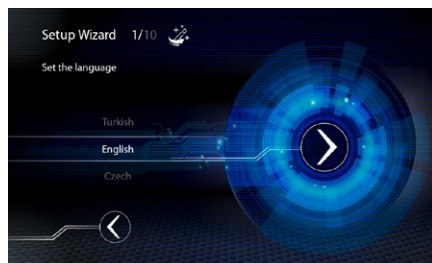 Setup Wizard 1/10
Set the language
Turkish
English
Czech